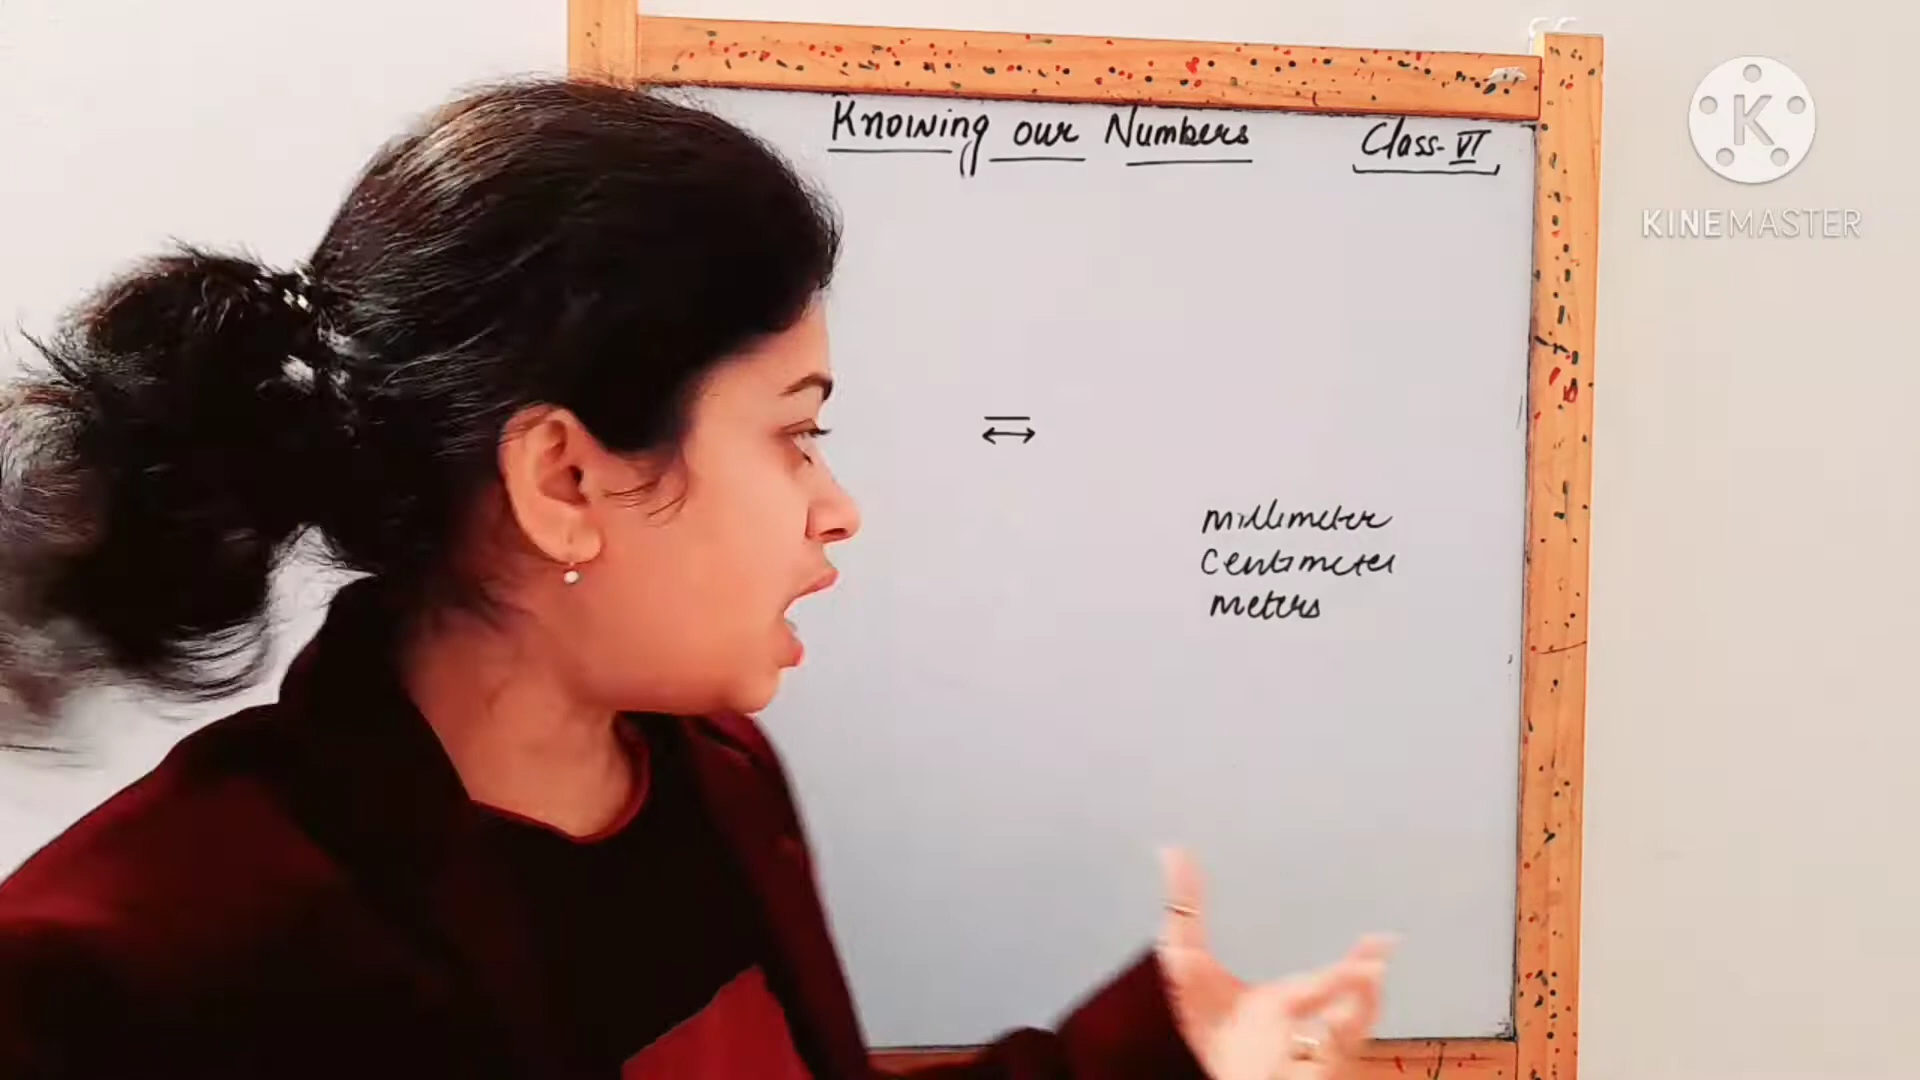 Knowing our Numbers Class-VI
millimeter
Centimeter
meters
K
KINEMASTER